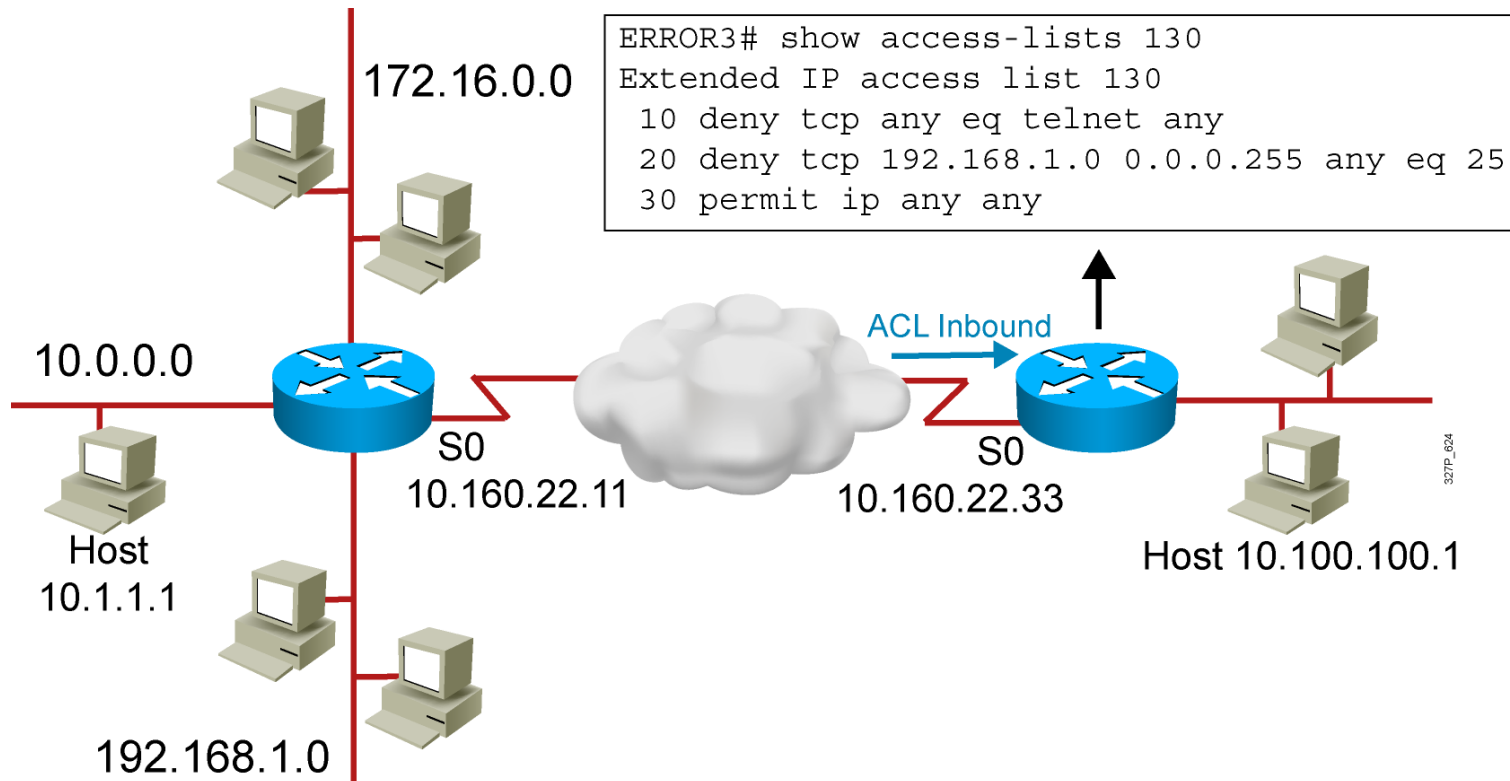 ERROR3# show access-lists 130
Extended IP access list 130
10 deny tcp any eq telnet any
20 deny tcp 192.168.1.0 0.0.0.255 any eq 25
30 permit ip any any
172.16.0.0
ACL Inbound
10.0.0.0
S0
10.160.22.11
S0
10.160.22.33
327P_624
Host
10.1.1.1
Host 10.100.100.1
192.168.1.0